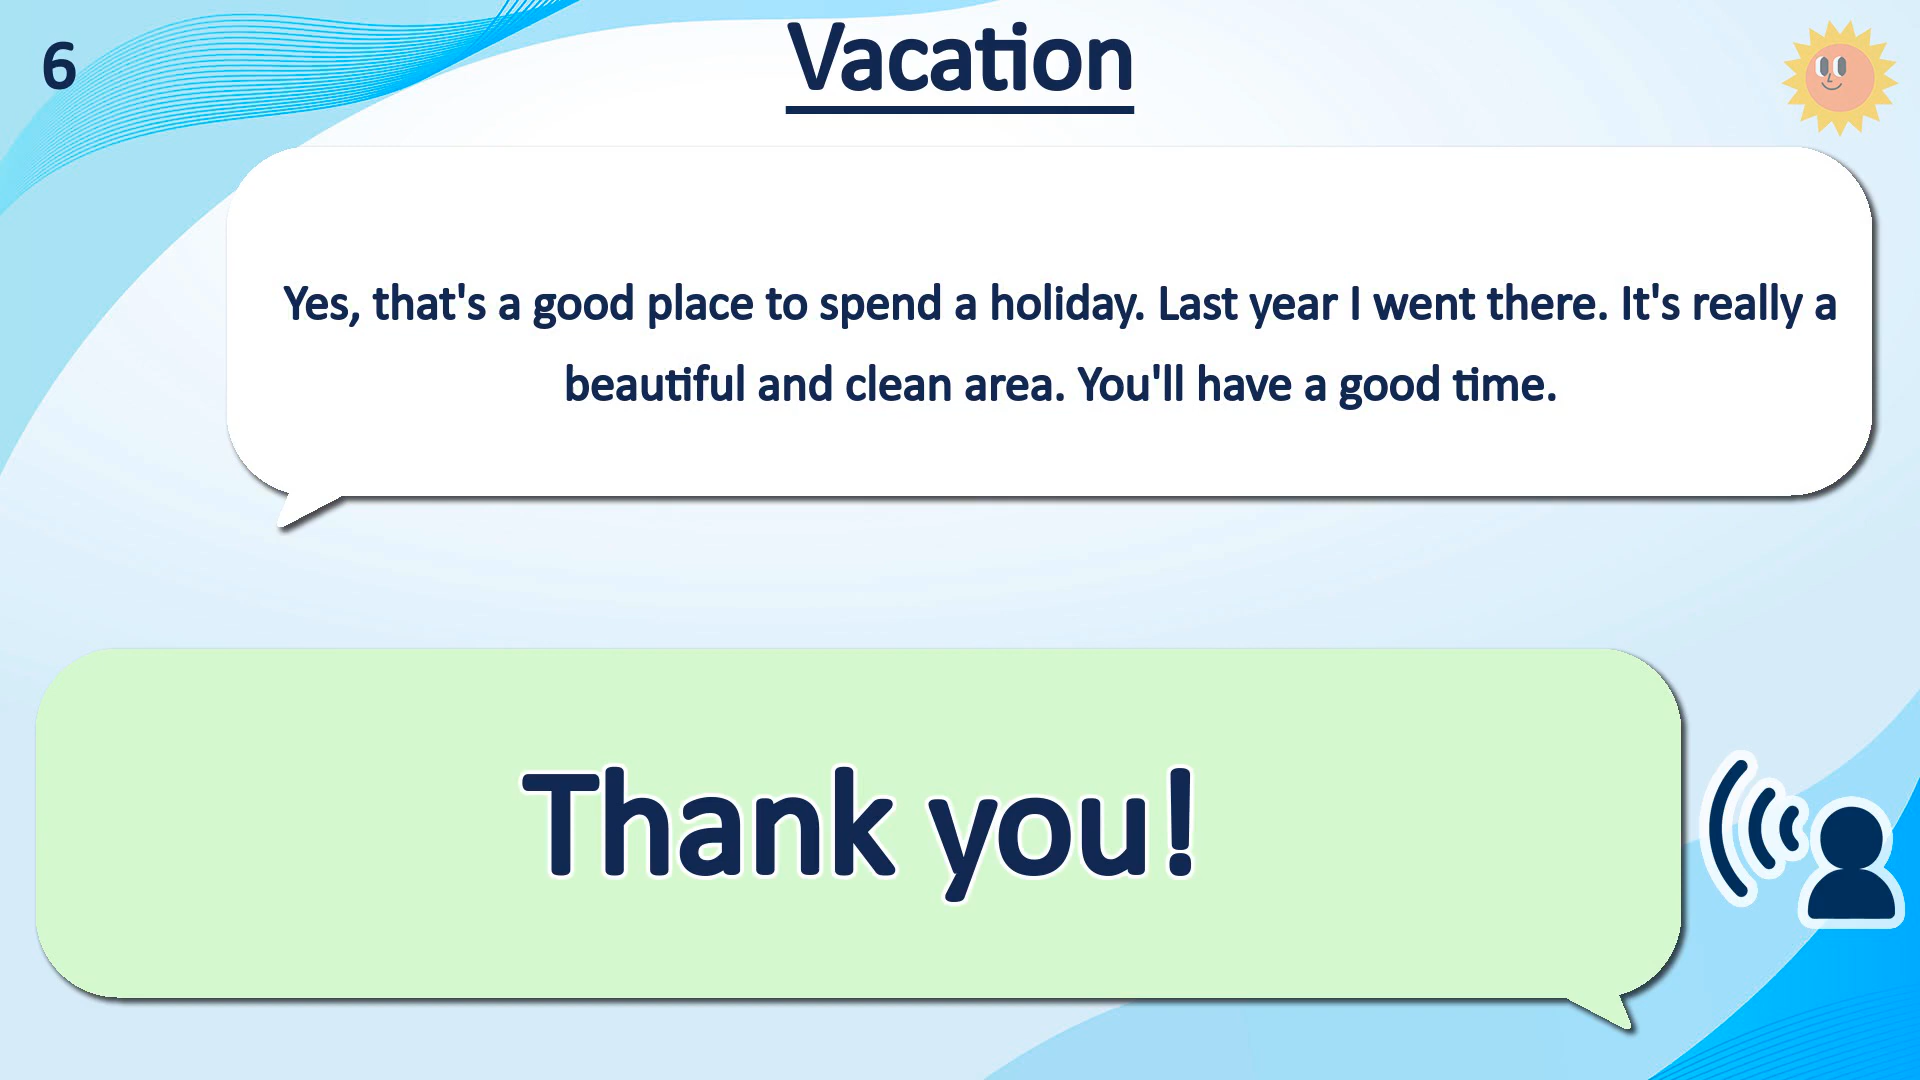 6
Vacation
Yes, that's a good place to spend a holiday. Last year I went there. It's really a
beautiful and clean area. You'll have a good time.
Thank you!